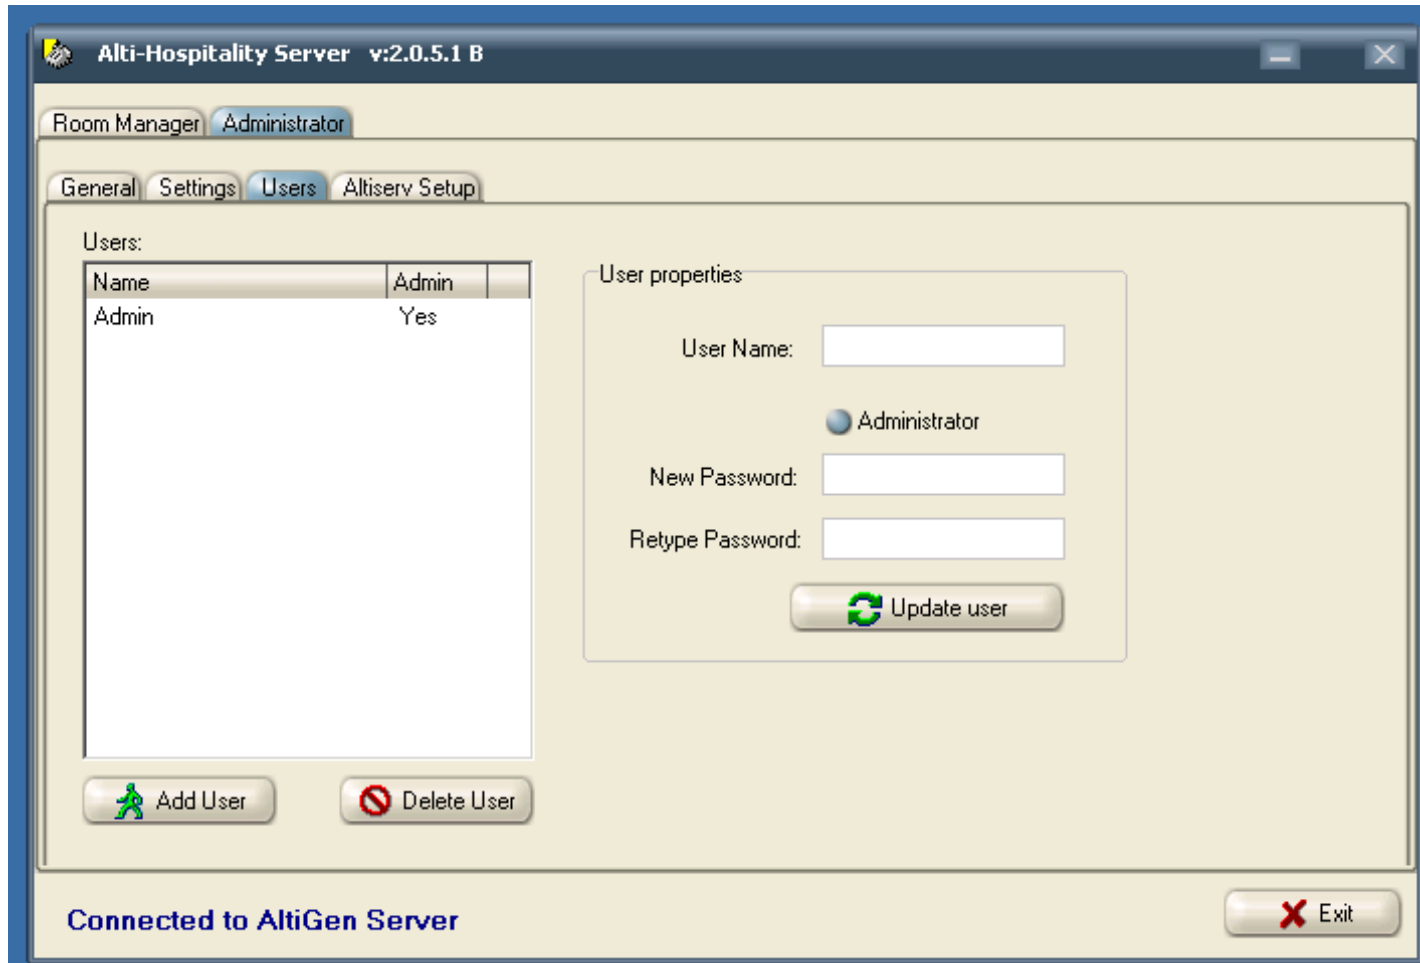 Alti-Hospitality Server v:2.0.5.1 B
Room Manager Administrator
General Settings Users Altiserv Setup
Users:
Name Admin
Admin Yes
User properties
User Name:
Administrator
New Password:
Retype Password:
Update user
Add User Delete User
Connected to AltiGen Server
Exit